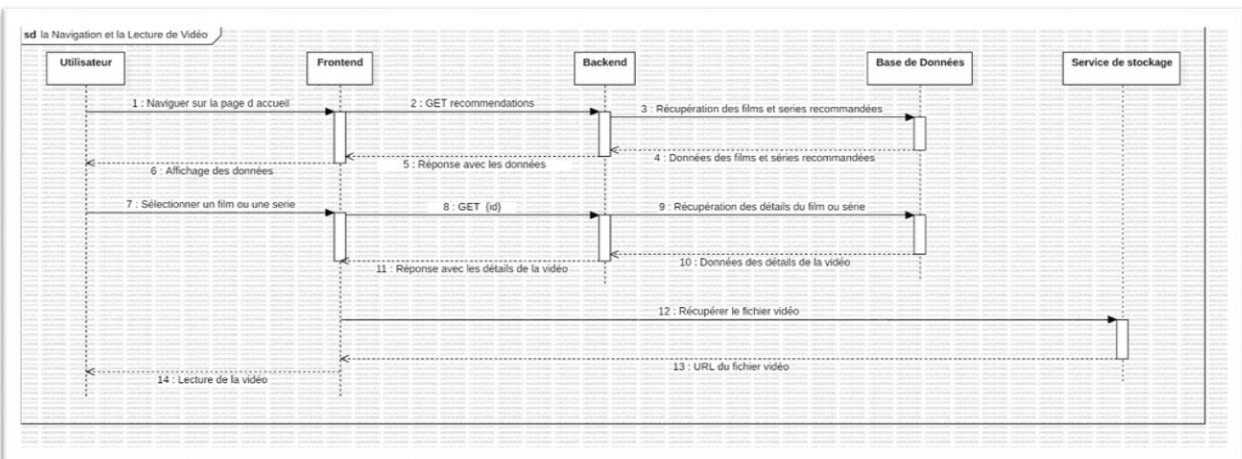 sd la Navigation et la Lecture de Vidéo
Utilisateur
Frontend
Backend
Base de Données
Service de stockage
1 : Naviguer sur la page d accueil
2 : GET recommendations
3 : Récupération des films et series recommandées
4 : Données des films et séries recommandées
5 : Réponse avec les données
6 : Affichage des données
7 : Sélectionner un film ou une serie
8 : GET (id)
9 : Récupération des détails du film ou série
10 : Données des détails de la vidéo
11 : Réponse avec les détails de la vidéo
12 : Récupérer le fichier vidéo
13 : URL du fichier vidéo
14 : Lecture de la vidéo